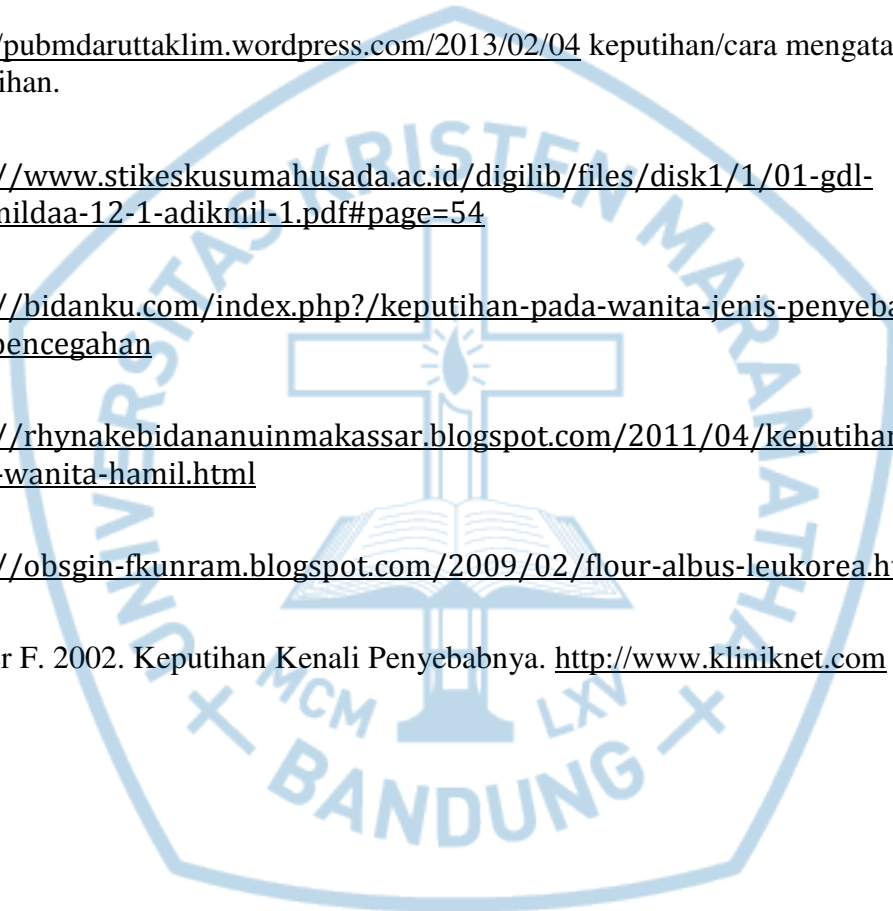 /pubmdaruttaklim.wordpress.com/2013/02/04 keputihan/cara mengata
ihan.
//www.stikeskusumahusada.ac.id/digilib/files/disk1/1/01-gdl-
mildaa-12-1-adikmil-1.pdf#page=54
//bidanku.com/index.php?/keputihan-pada-wanita-jenis-penyeba
pencegahan
//rhynakebidananuinmakassar.blogspot.com/2011/04/keputihan
-wanita-hamil.html
//obsgin-fkunram.blogspot.com/2009/02/flour-albus-leukorea.h
r F. 2002. Keputihan Kenali Penyebabnya. http://www.kliniknet.com
UNIVERSITAS KRISTEN MARANATHA
MCM LXV
BANDUNG